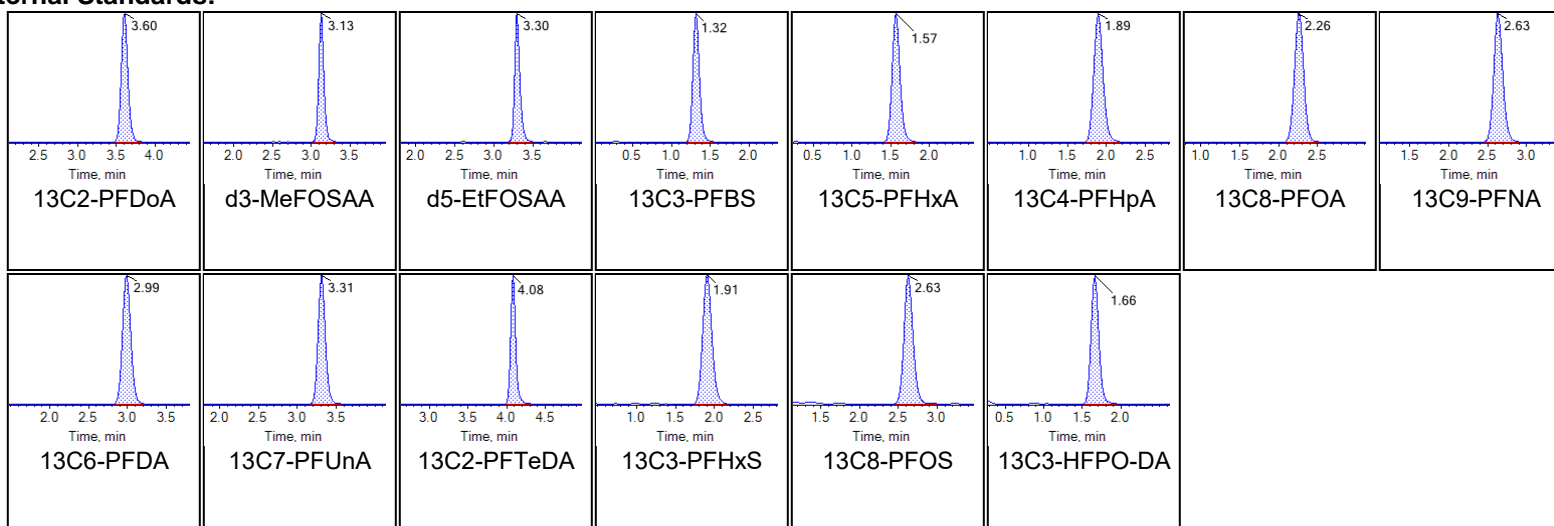 ternal Standards:
3.60 3.13 3.30 1.32 1.57 1.89 2.26 2.63
2.5 3.0 3.5 4.0 2.0 2.5 3.0 3.5 2.0 2.5 3.0 3.5 0.5 1.0 1.5 2.0 0.5 1.0 1.5 2.0 1.0 1.5 2.0 2.5 1.0 1.5 2.0 2.5 1.5 2.0 2.5 3.0
Time, min Time, min Time, min Time, min Time, min Time, min Time, min Time, min
13C2-PFDoA d3-MeFOSAA d5-EtFOSAA 13C3-PFBS 13C5-PFHxA 13C4-PFHpA 13C8-PFOA 13C9-PFNA
2.99 3.31 4.08 1.91 2.63 1.66
2.0 2.5 3.0 3.5 2.0 2.5 3.0 3.5 3.0 3.5 4.0 4.5 1.0 1.5 2.0 2.5 1.5 2.0 2.5 3.0 0.5 1.0 1.5 2.0
Time, min Time, min Time, min Time, min Time, min Time, min
13C6-PFDA 13C7-PFUnA 13C2-PFTeDA 13C3-PFHxS 13C8-PFOS 13C3-HFPO-DA